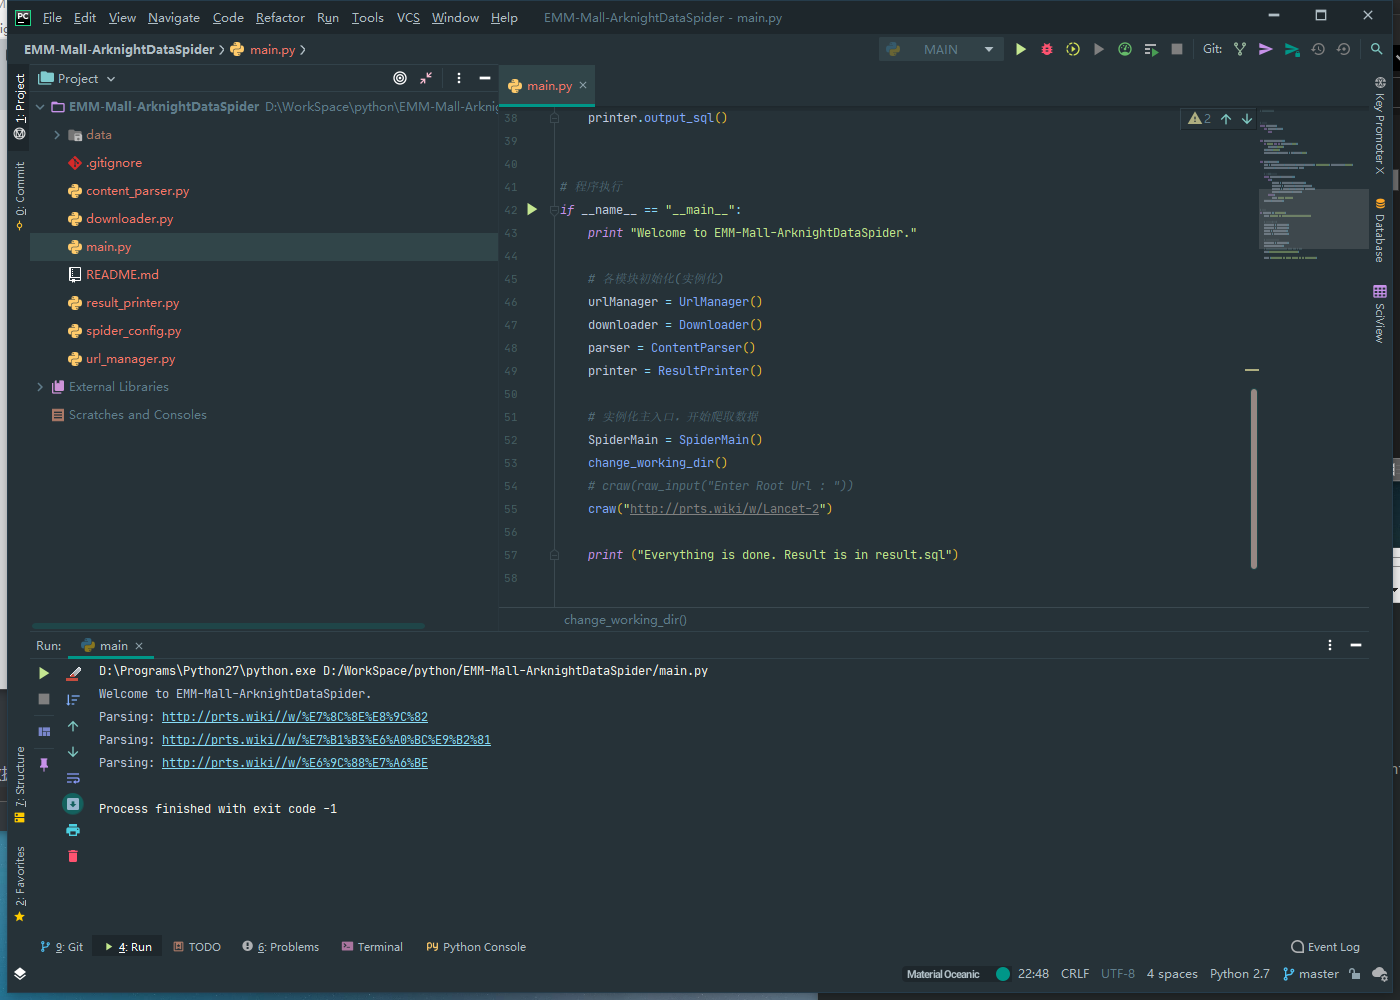 File Edit View Navigate Code Refactor Run Tools VCS Window Help EMM-Mall-ArknightDataSpider - main.py
EMM-Mall-ArknightDataSpider main.py
MAIN
Git:
1: Project
0: Commit
7: Structure
2: Favorites
Project
EMM-Mall-ArknightDataSpider D:\WorkSpace\python\EMM-Mall-Arknig
data
.gitignore
content_parser.py
downloader.py
main.py
README.md
result_printer.py
spider_config.py
url_manager.py
External Libraries
Scratches and Consoles
main.py
2
38 printer.output_sql()
39
40
41 # 程序执行
42 if __name__ == "__main__":
43 print "Welcome to EMM-Mall-ArknightDataSpider."
44
45 # 各模块初始化(实例化)
46 urlManager = UrlManager()
47 downloader = Downloader()
48 parser = ContentParser()
49 printer = ResultPrinter()
50
51 # 实例化主入口，开始爬取数据
52 SpiderMain = SpiderMain()
53 change_working_dir()
54 # craw(raw_input("Enter Root Url : "))
55 craw("http://prts.wiki/w/Lancet-2")
56
57 print ("Everything is done. Result is in result.sql")
58
change_working_dir()
Key Promoter X
Database
SciView
Run: main
D:\Programs\Python27\python.exe D:/WorkSpace/python/EMM-Mall-ArknightDataSpider/main.py
Welcome to EMM-Mall-ArknightDataSpider.
Parsing: http://prts.wiki//w/%E7%8C%8E%E8%9C%82
Parsing: http://prts.wiki//w/%E7%B1%B3%E6%A0%BC%E9%B2%81
Parsing: http://prts.wiki//w/%E6%9C%88%E7%A6%BE
Process finished with exit code -1
9: Git 4: Run TODO 6: Problems Terminal Python Console Event Log
Material Oceanic 22:48 CRLF UTF-8 4 spaces Python 2.7 master